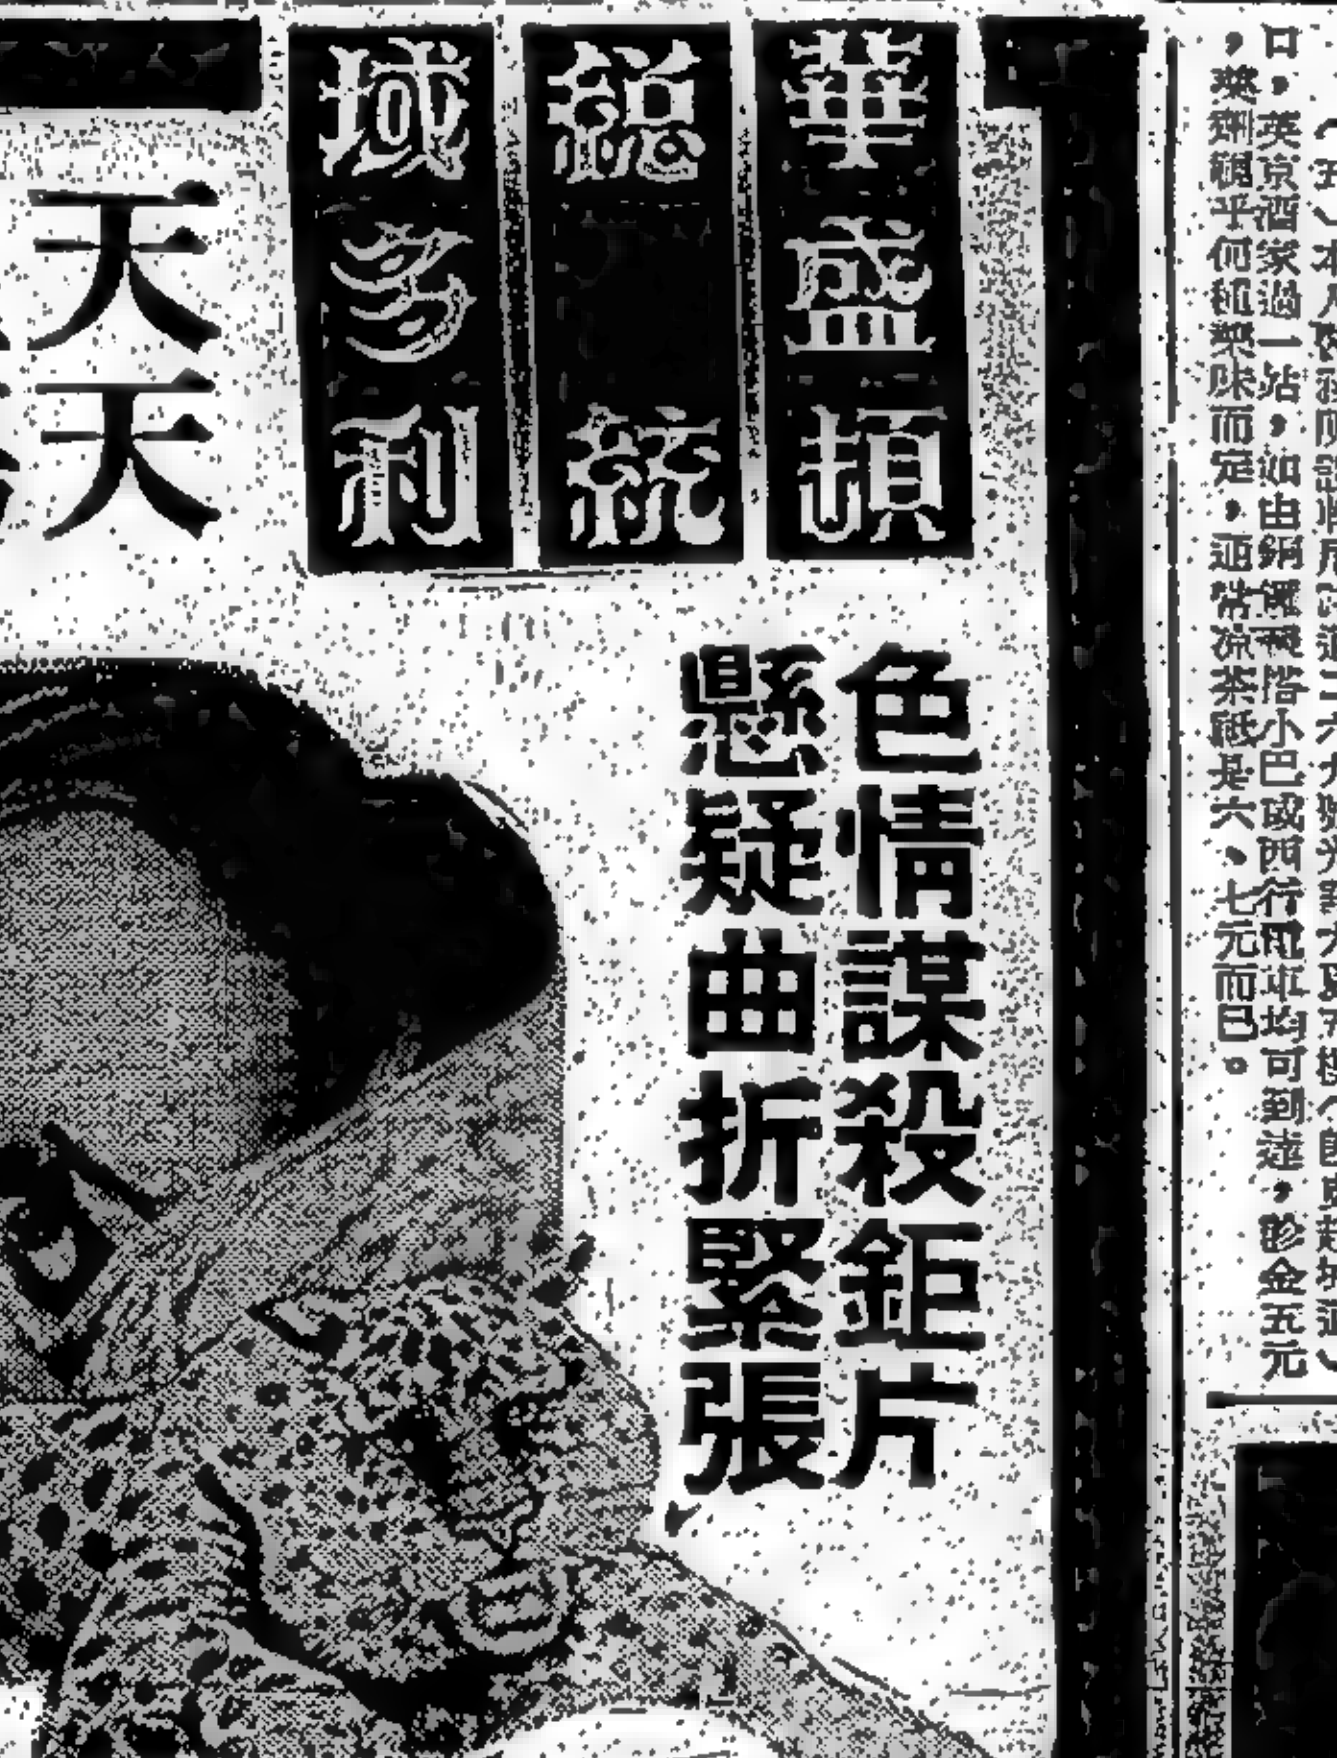 口，英京酒家過一站，如由銅鑼灣搭小巴或西行電車均可到達，診金五元
，藥劑視乎何種藥味而定，廼普凉茶祇是六、七元而已。
華盛頓
總統
域多利
色情謀殺鉅片
懸疑曲折緊張
天天